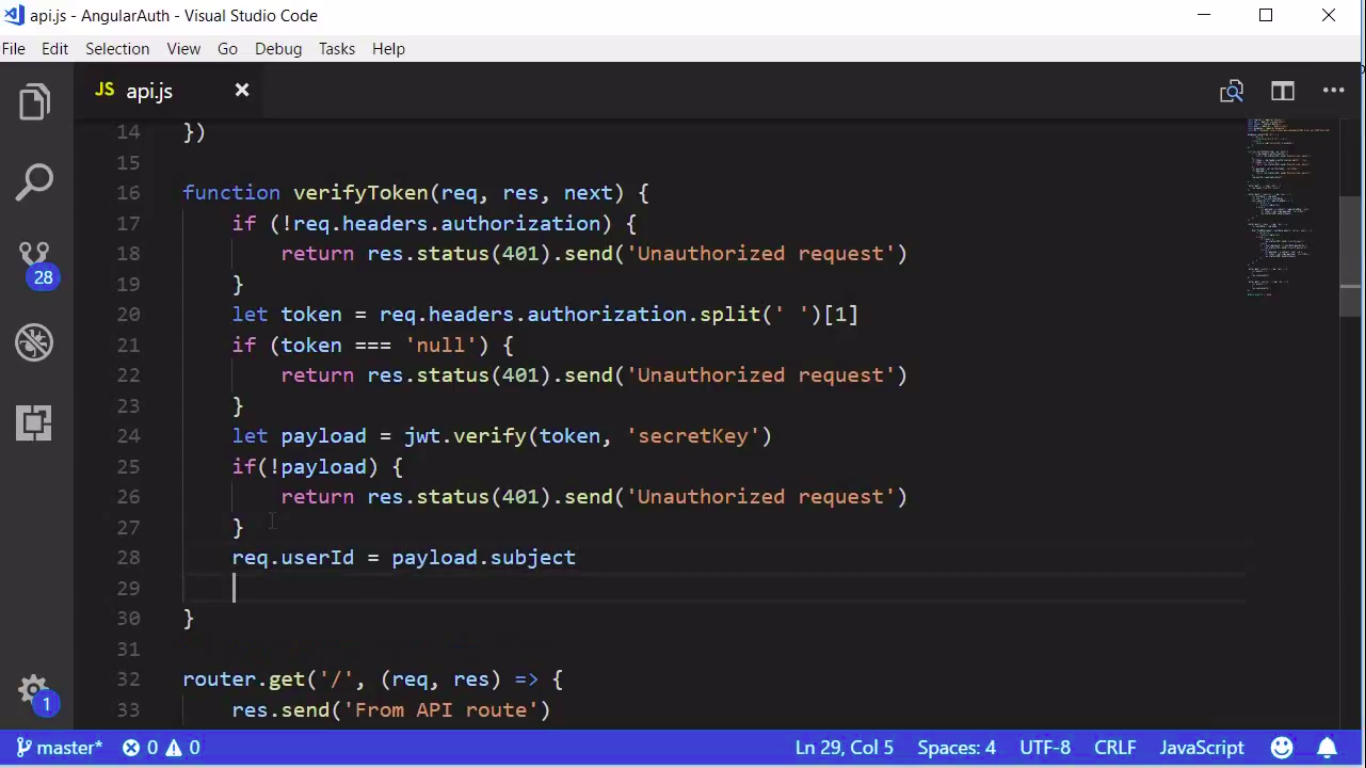 api.js - AngularAuth - Visual Studio Code
File Edit Selection View Go Debug Tasks Help
JS api.js
14 })
15
16 function verifyToken(req, res, next) {
17 if (!req.headers.authorization) {
18 return res.status(401).send('Unauthorized request')
19 }
20 let token = req.headers.authorization.split(' ')[1]
21 if (token === 'null') {
22 return res.status(401).send('Unauthorized request')
23 }
24 let payload = jwt.verify(token, 'secretKey')
25 if(!payload) {
26 return res.status(401).send('Unauthorized request')
27 }
28 req.userId = payload.subject
29
30 }
31
32 router.get('/', (req, res) => {
33 res.send('From API route')
28
1
master* 0 0 Ln 29, Col 5 Spaces: 4 UTF-8 CRLF JavaScript